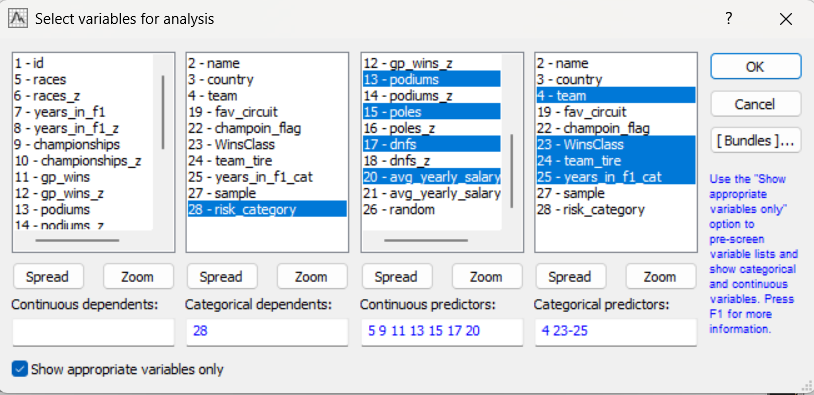 Select variables for analysis
?
1 - id
5 - races
6 - races_z
7 - years_in_f1
8 - years_in_f1_z
9 - championships
10 - championships_z
11 - gp_wins
12 - gp_wins_z
13 - podiums
14 - podiums_z
2 - name
3 - country
4 - team
19 - fav_circuit
22 - champoin_flag
23 - WinsClass
24 - team_tire
25 - years_in_f1_cat
27 - sample
28 - risk_category
12 - gp_wins_z
13 - podiums
14 - podiums_z
15 - poles
16 - poles_z
17 - dnfs
18 - dnfs_z
20 - avg_yearly_salary
21 - avg_yearly_salary
26 - random
2 - name
3 - country
4 - team
19 - fav_circuit
22 - champoin_flag
23 - WinsClass
24 - team_tire
25 - years_in_f1_cat
27 - sample
28 - risk_category
OK
Cancel
[ Bundles ]...
Use the "Show
appropriate
variables only"
option to
pre-screen
variable lists and
show categorical
and continuous
variables. Press
F1 for more
information.
Spread Zoom Spread Zoom Spread Zoom Spread Zoom
Continuous dependents: Categorical dependents: Continuous predictors: Categorical predictors:
28 5 9 11 13 15 17 20 4 23-25
Show appropriate variables only